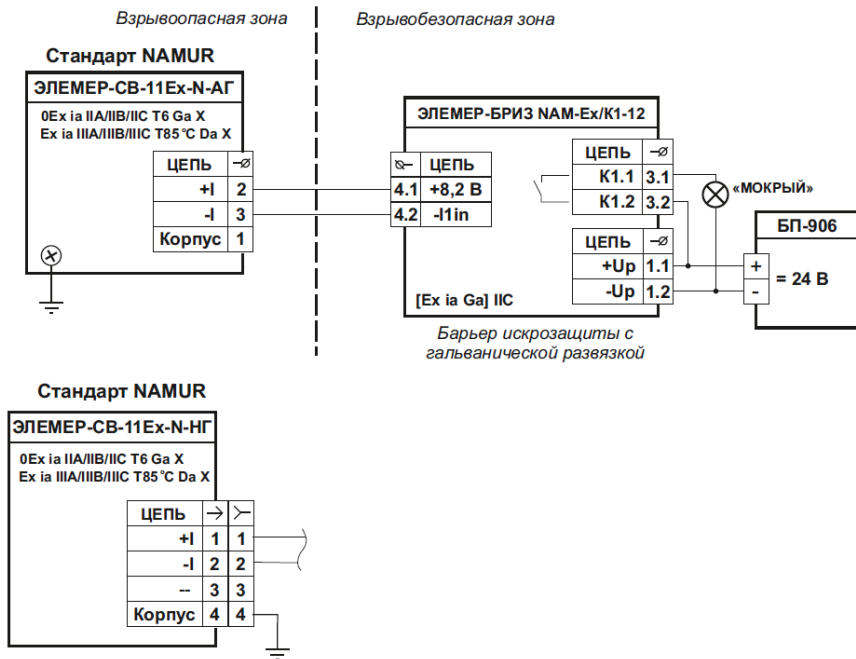 Взрывоопасная зона
Взрывобезопасная зона
Стандарт NAMUR
ЭЛЕМЕР-СВ-11Ex-N-АГ
0Ex ia IIA/IIB/IIC T6 Ga X
Ex ia IIIA/IIIB/IIIC T85°C Da X
ЦЕПЬ
+I 2
-I 3
Корпус 1
ЭЛЕМЕР-БРИЗ NAM-Ex/K1-12
ЦЕПЬ
4.1 +8,2 В
4.2 -I1in
ЦЕПЬ
К1.1 3.1
К1.2 3.2
«МОКРЫЙ»
ЦЕПЬ
+Up 1.1
-Up 1.2
[Ex ia Ga] IIC
БП-906
+
-
= 24 В
Барьер искрозащиты с
гальванической развязкой
Стандарт NAMUR
ЭЛЕМЕР-СВ-11Ex-N-НГ
0Ex ia IIA/IIB/IIC T6 Ga X
Ex ia IIIA/IIIB/IIIC T85°C Da X
ЦЕПЬ
+I 1 1
-I 2 2
-- 3 3
Корпус 4 4